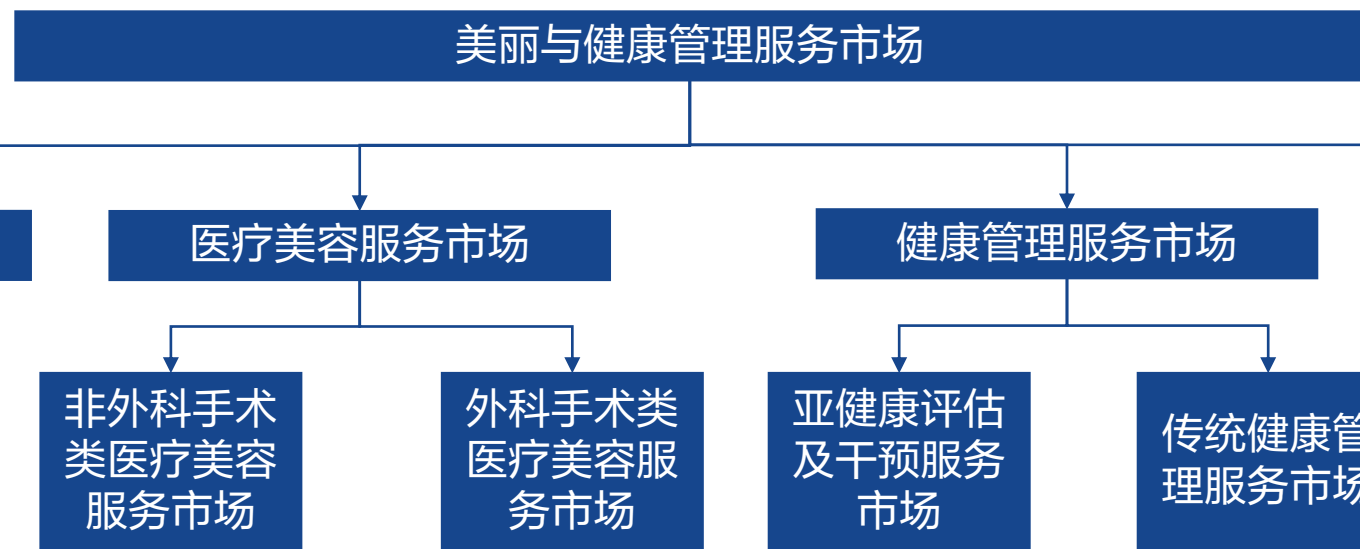 美丽与健康管理服务市场
医疗美容服务市场
健康管理服务市场
非外科手术
类医疗美容
服务市场
外科手术类
医疗美容服
务市场
亚健康评估
及干预服务
市场
传统健康管
理服务市场